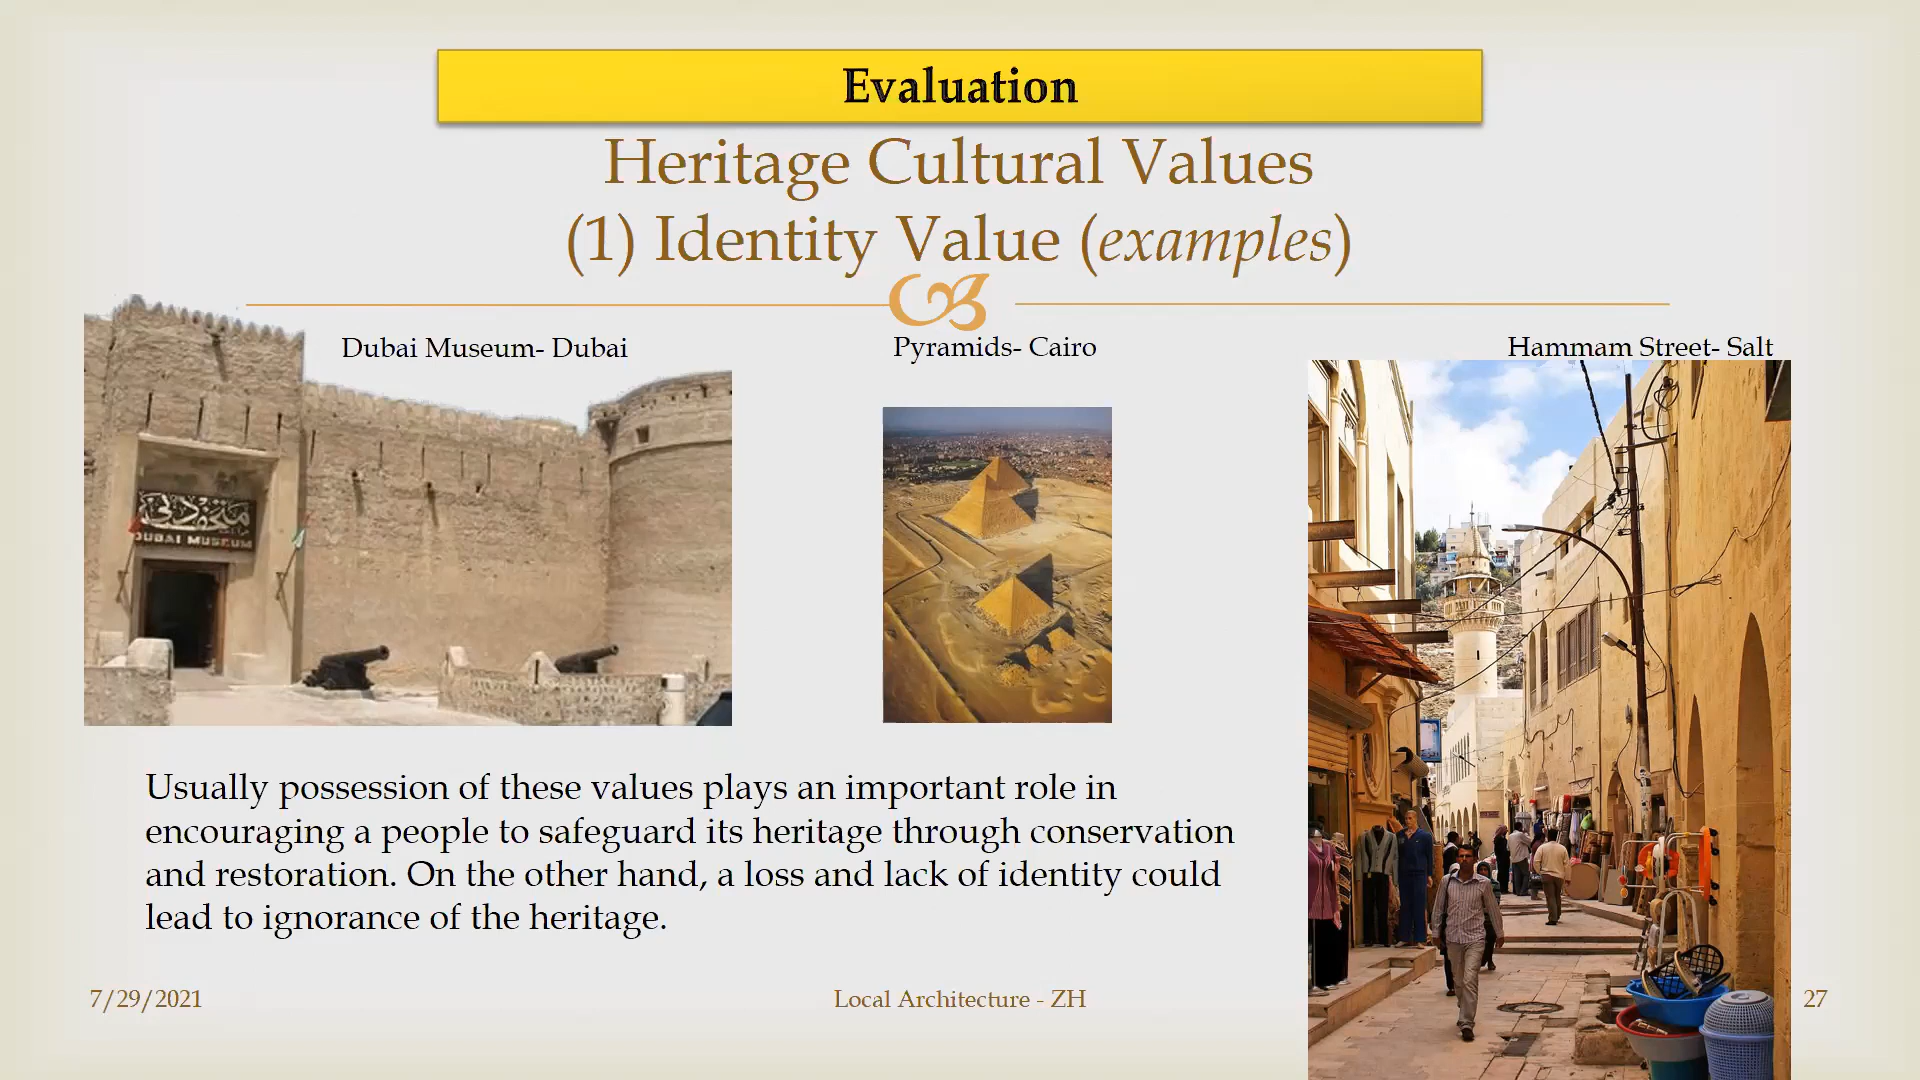 Evaluation
Heritage Cultural Values
(1) Identity Value (examples)
Dubai Museum- Dubai
Pyramids- Cairo
Hammam Street- Salt
متحف دبي
DUBAI MUSEUM
Usually possession of these values plays an important role in
encouraging a people to safeguard its heritage through conservation
and restoration. On the other hand, a loss and lack of identity could
lead to ignorance of the heritage.
7/29/2021
Local Architecture - ZH
27